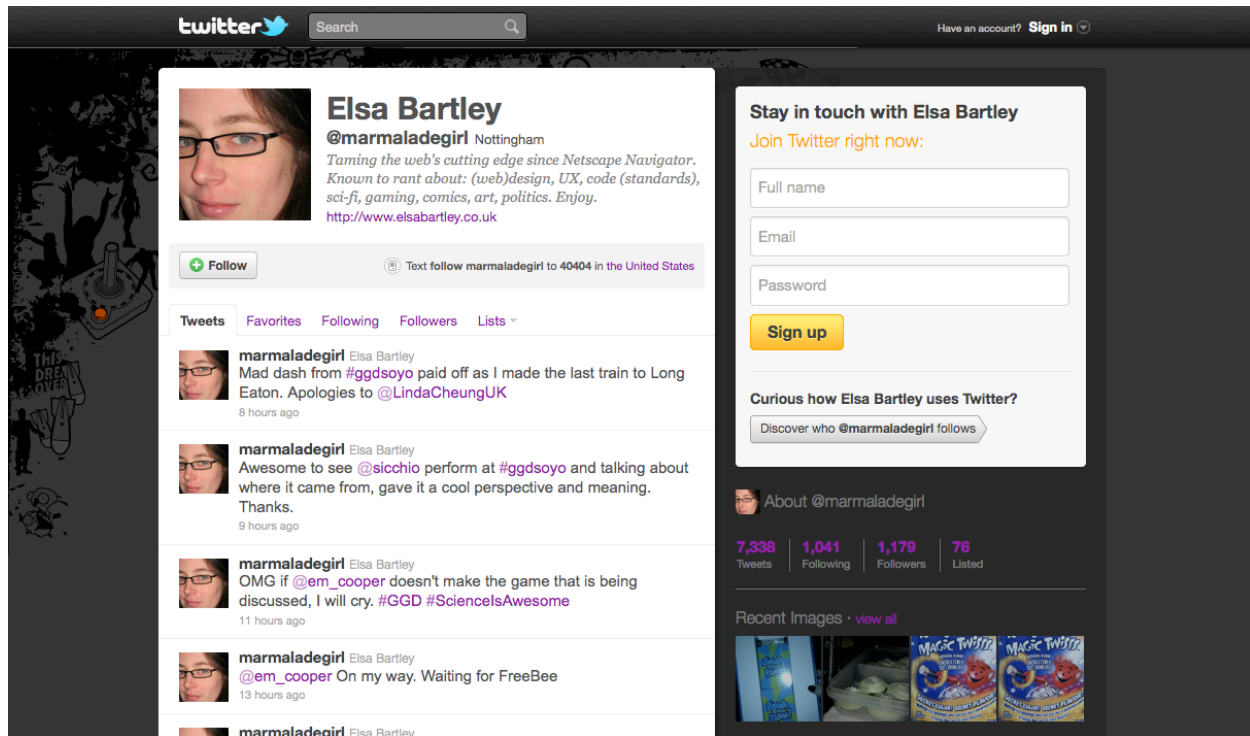 twitter
Search
Have an account? Sign in
Elsa Bartley
@marmaladegirl Nottingham
Taming the web's cutting edge since Netscape Navigator.
Known to rant about: (web)design, UX, code (standards),
sci-fi, gaming, comics, art, politics. Enjoy.
http://www.elsabartley.co.uk
Follow
Text follow marmaladegirl to 40404 in the United States
Tweets Favorites Following Followers Lists
marmaladegirl Elsa Bartley
Mad dash from #ggdsoyo paid off as I made the last train to Long
Eaton. Apologies to @LindaCheungUK
8 hours ago
marmaladegirl Elsa Bartley
Awesome to see @sicchio perform at #ggdsoyo and talking about
where it came from, gave it a cool perspective and meaning.
Thanks.
9 hours ago
marmaladegirl Elsa Bartley
OMG if @em_cooper doesn't make the game that is being
discussed, I will cry. #GGD #ScienceIsAwesome
11 hours ago
marmaladegirl Elsa Bartley
@em_cooper On my way. Waiting for FreeBee
13 hours ago
marmaladegirl Elsa Bartley
Stay in touch with Elsa Bartley
Join Twitter right now:
Full name
Email
Password
Sign up
Curious how Elsa Bartley uses Twitter?
Discover who @marmaladegirl follows
About @marmaladegirl
7,338 1,041 1,179 76
Tweets Following Followers Listed
Recent Images · view all
MAGIC TWISTS
MAGIC TWISTS
THIS